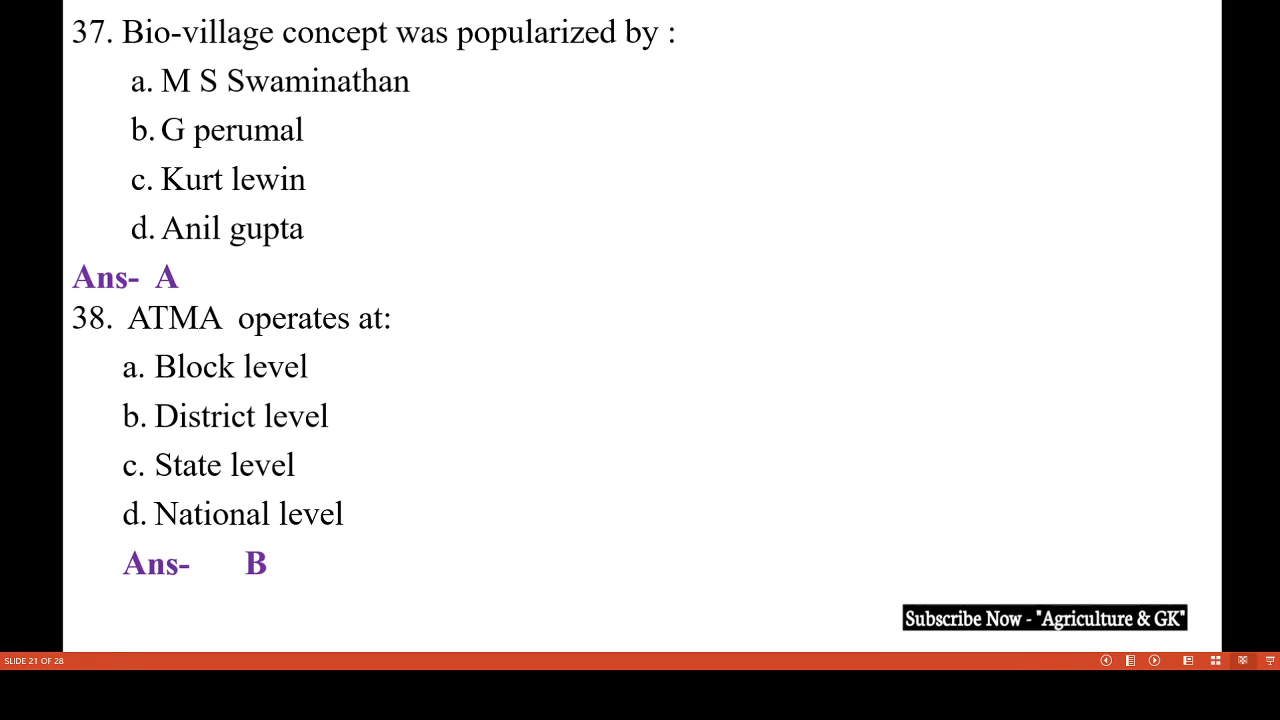 37. Bio-village concept was popularized by :
a. M S Swaminathan
b. G perumal
c. Kurt lewin
d. Anil gupta
Ans- A
38. ATMA operates at:
a. Block level
b. District level
c. State level
d. National level
Ans- B
Subscribe Now - "Agriculture & GK"
SLIDE 21 OF 28